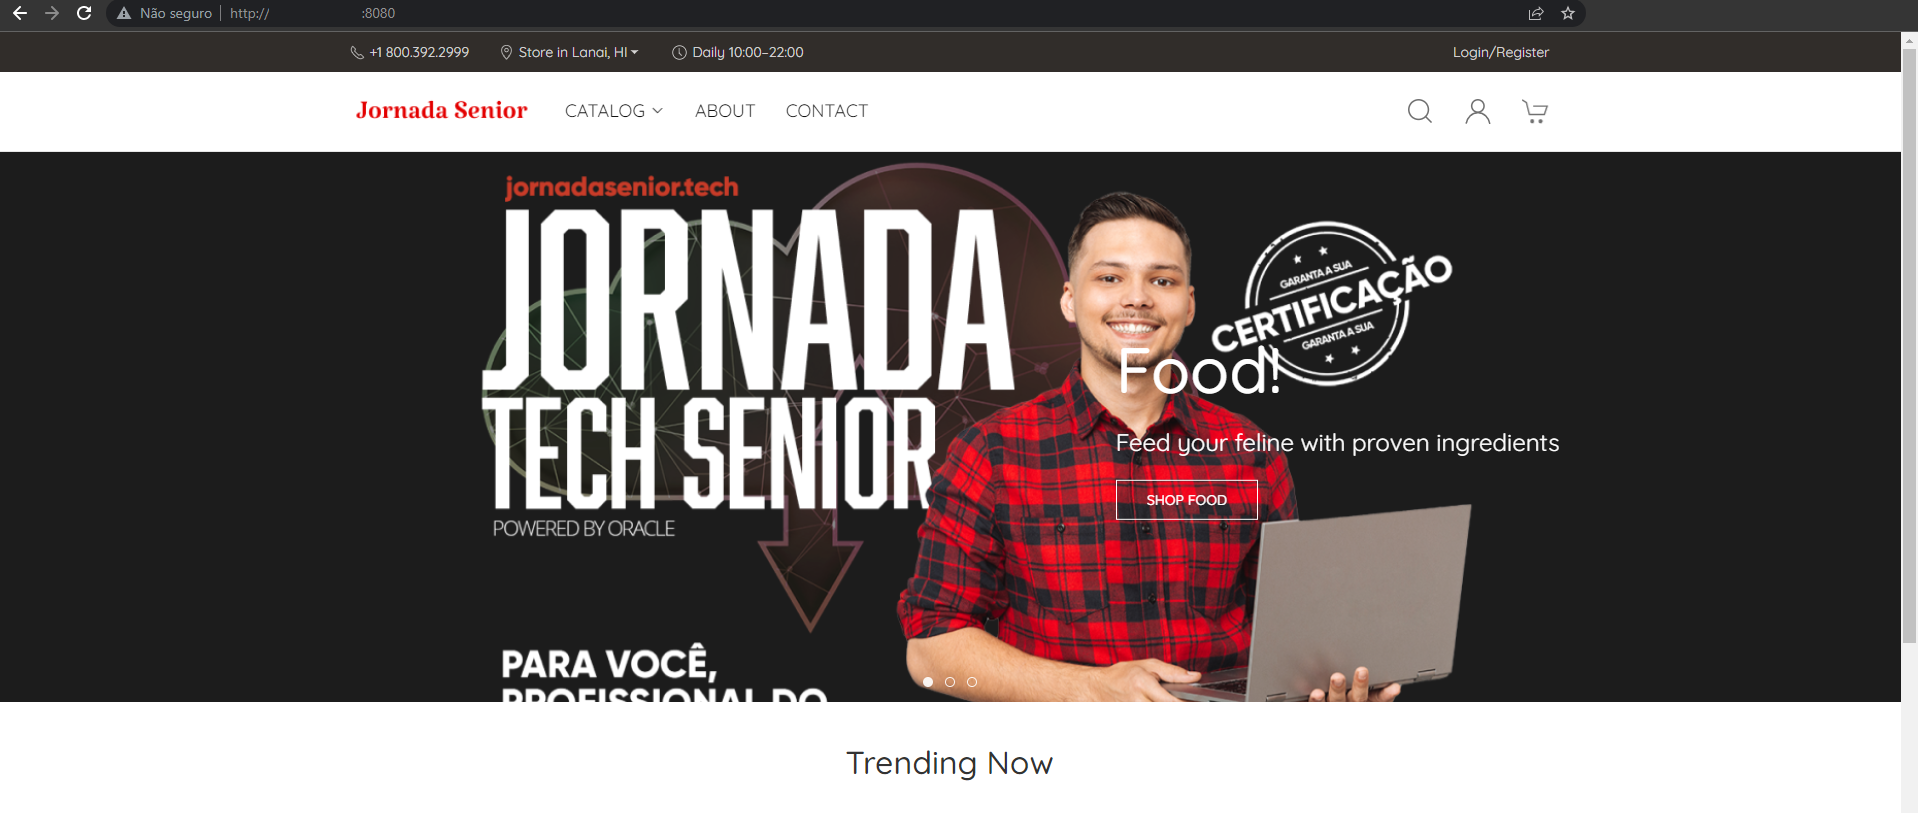 Não seguro http:// :8080
+1 800.392.2999 Store in Lanai, HI Daily 10:00–22:00 Login/Register
Jornada Senior CATALOG ABOUT CONTACT
jornadasenior.tech
JORNADA
TECH SENIOR
POWERED BY ORACLE
GARANTA A SUA
CERTIFICAÇÃO
GARANTA A SUA
Food!
Feed your feline with proven ingredients
SHOP FOOD
PARA VOCÊ,
PROFISSIONAL DO
Trending Now